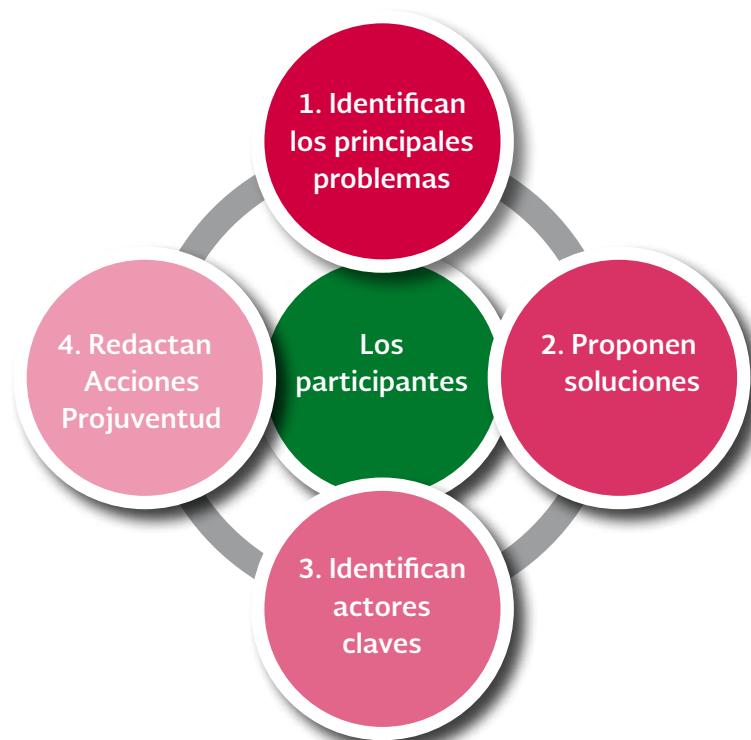 1. Identifican
los principales
problemas
2. Proponen
soluciones
3. Identifican
actores
claves
4. Redactan
Acciones
Projuventud
Los
participantes